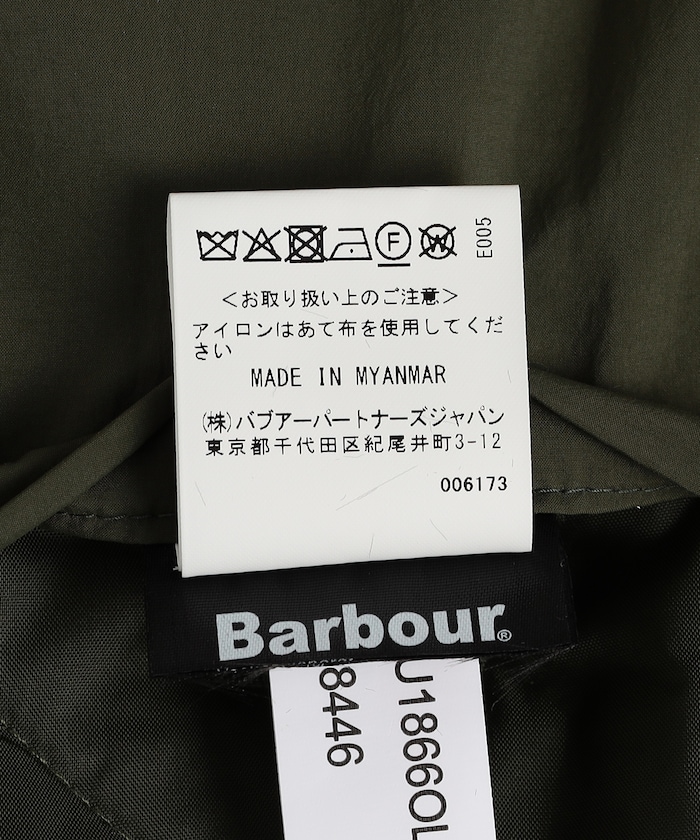 F W E005
＜お取り扱い上のご注意＞
アイロンはあて布を使用してくだ
さい
MADE IN MYANMAR
(株)バブアーパートナーズジャパン
東京都千代田区紀尾井町3-12
006173
Barbour®
U1866OL
8446